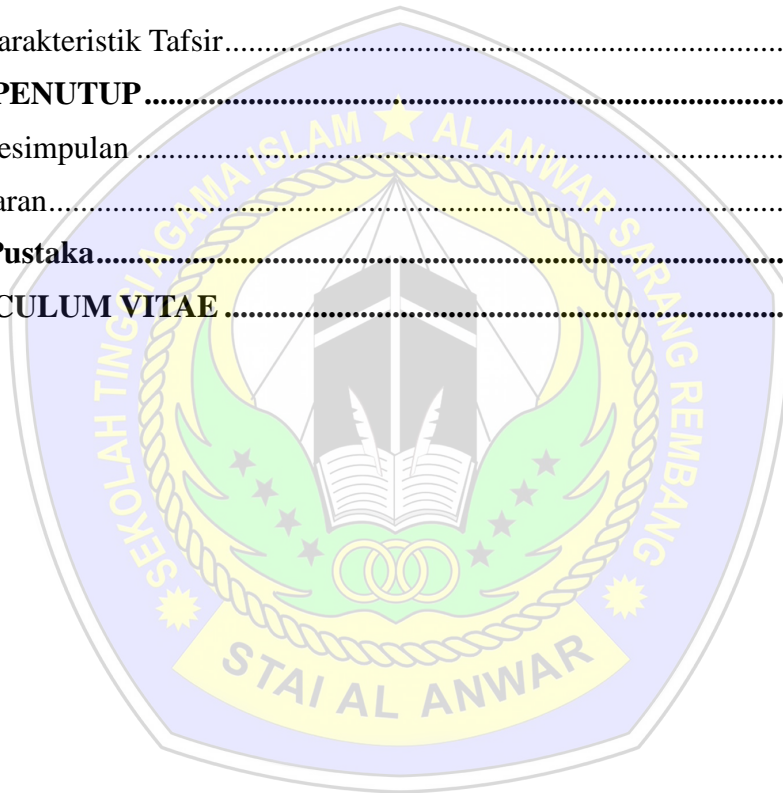 arakteristik Tafsir
PENUTUP
esimpulan
aran
Pustaka
CULUM VITAE
SEKOLAH TINGGI AGAMA ISLAM AL ANWAR SARANG REMBANG
STAI AL ANWAR